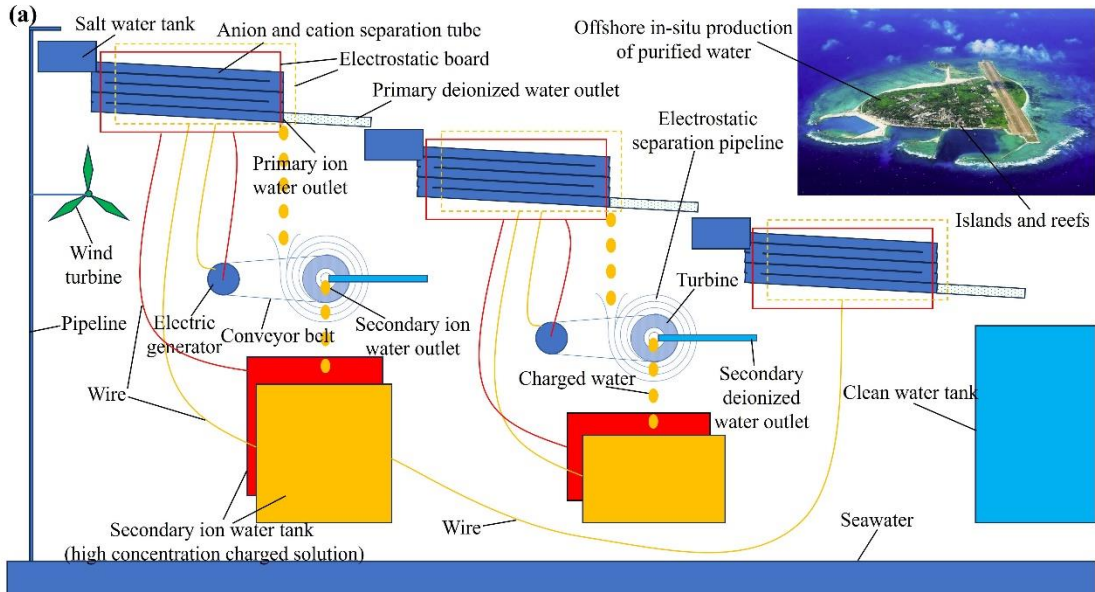 (a)
Salt water tank
Anion and cation separation tube
Electrostatic board
Primary deionized water outlet
Primary ion
water outlet
Electrostatic
separation pipeline
Offshore in-situ production
of purified water
Islands and reefs
Wind
turbine
Pipeline
Electric
generator
Conveyor belt
Secondary ion
water outlet
Turbine
Wire
Charged water
Secondary
deionized
water outlet
Clean water tank
Secondary ion water tank
(high concentration charged solution)
Wire
Seawater